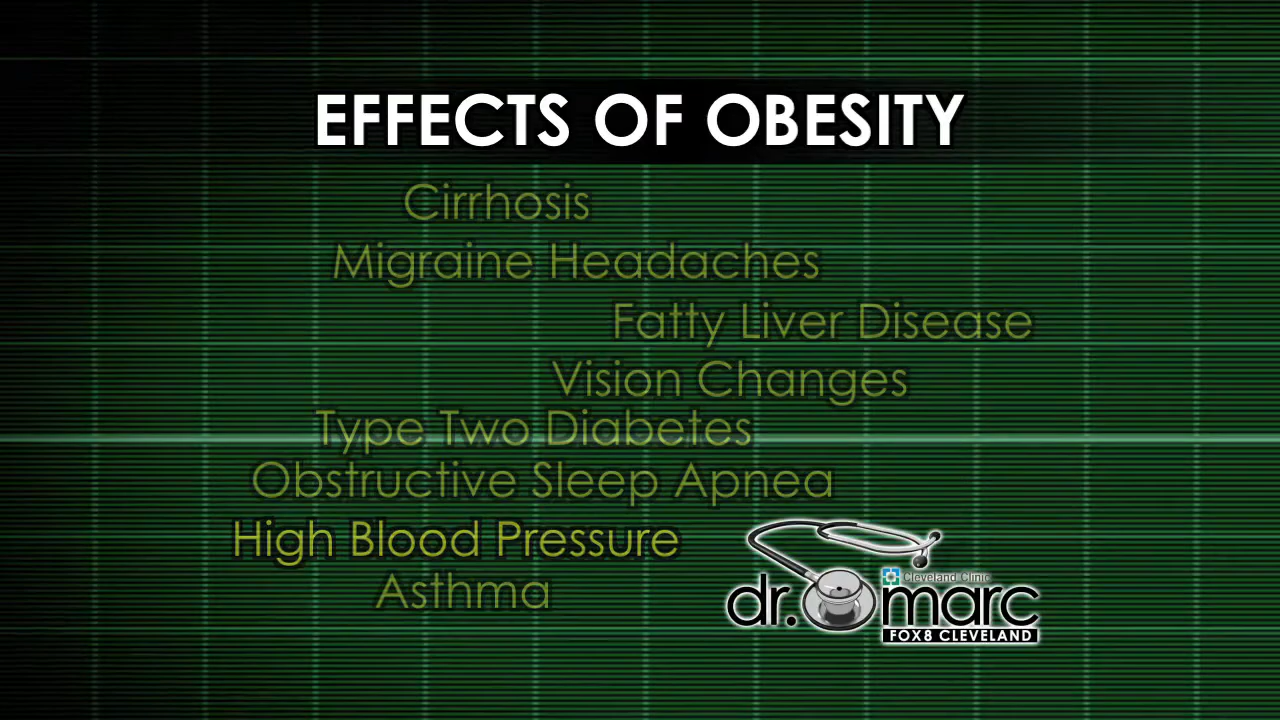 EFFECTS OF OBESITY
Cirrhosis
Migraine Headaches
Fatty Liver Disease
Vision Changes
Type Two Diabetes
Obstructive Sleep Apnea
High Blood Pressure
Asthma
Cleveland Clinic
dr. marc
FOX8 CLEVELAND